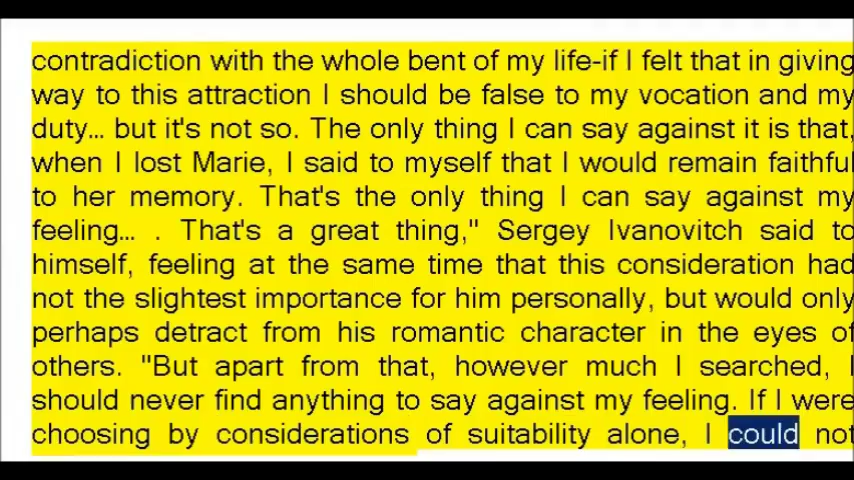 contradiction with the whole bent of my life-if I felt that in giving
way to this attraction I should be false to my vocation and my
duty... but it's not so. The only thing I can say against it is that,
when I lost Marie, I said to myself that I would remain faithful
to her memory. That's the only thing I can say against my
feeling... . That's a great thing," Sergey Ivanovitch said to
himself, feeling at the same time that this consideration had
not the slightest importance for him personally, but would only
perhaps detract from his romantic character in the eyes of
others. "But apart from that, however much I searched, I
should never find anything to say against my feeling. If I were
choosing by considerations of suitability alone, I could not